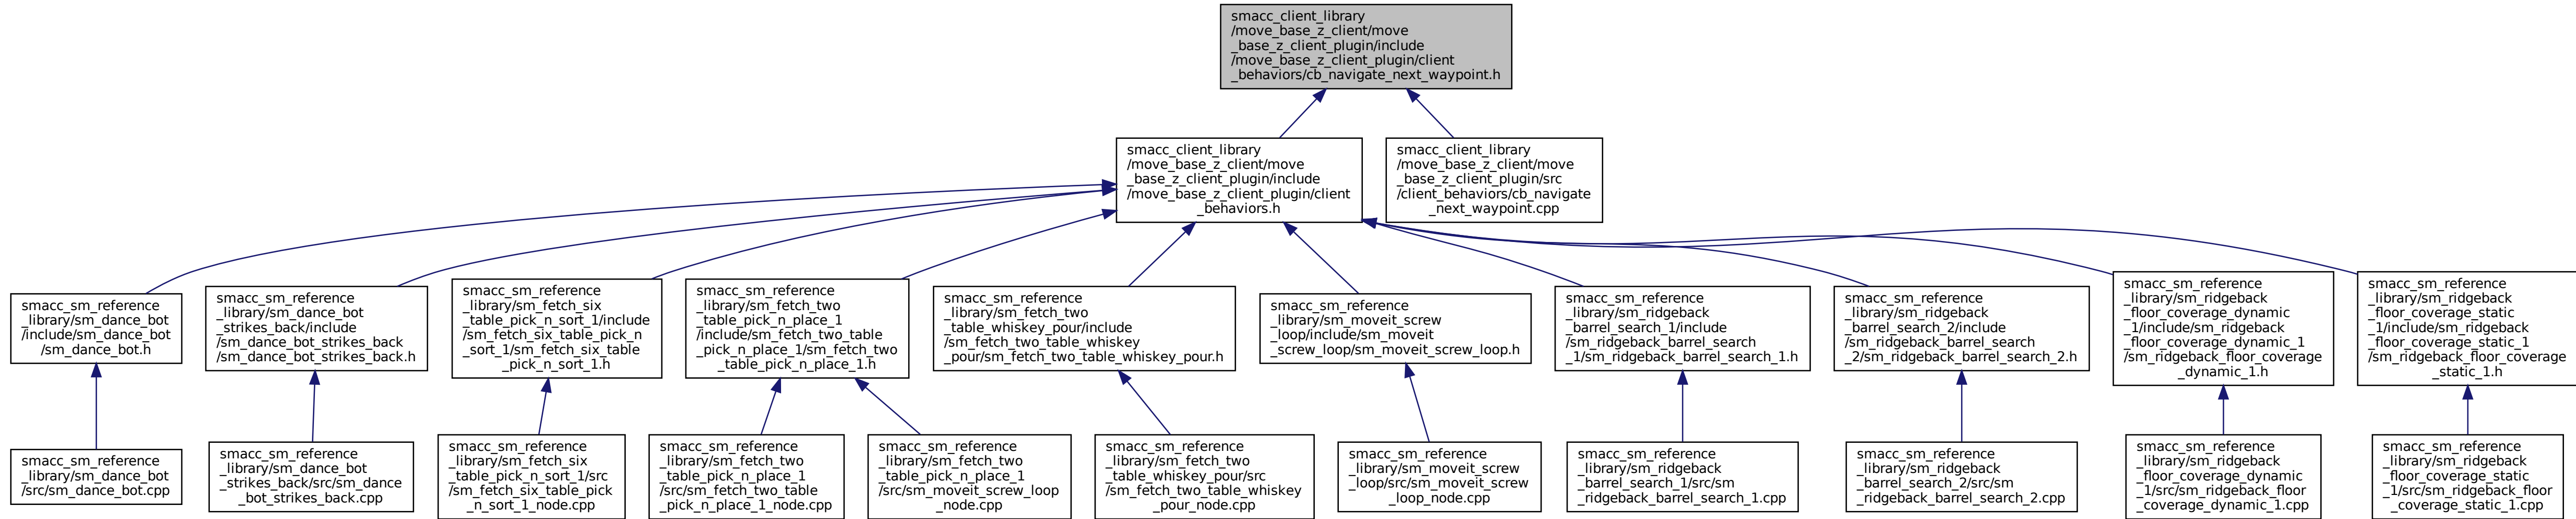 smacc_client_library
/move_base_z_client/move
_base_z_client_plugin/include
/move_base_z_client_plugin/client
_behaviors/cb_navigate_next_waypoint.h
smacc_client_library
/move_base_z_client/move
_base_z_client_plugin/include
/move_base_z_client_plugin/client
_behaviors.h
smacc_client_library
/move_base_z_client/move
_base_z_client_plugin/src
/client_behaviors/cb_navigate
_next_waypoint.cpp
smacc_sm_reference
_library/sm_dance_bot
/include/sm_dance_bot
/sm_dance_bot.h
smacc_sm_reference
_library/sm_dance_bot
_strikes_back/include
/sm_dance_bot_strikes_back
/sm_dance_bot_strikes_back.h
smacc_sm_reference
_library/sm_fetch_six
_table_pick_n_sort_1/include
/sm_fetch_six_table_pick_n
_sort_1/sm_fetch_six_table
_pick_n_sort_1.h
smacc_sm_reference
_library/sm_fetch_two
_table_pick_n_place_1
/include/sm_fetch_two_table
_pick_n_place_1/sm_fetch_two
_table_pick_n_place_1.h
smacc_sm_reference
_library/sm_fetch_two
_table_whiskey_pour/include
/sm_fetch_two_table_whiskey
_pour/sm_fetch_two_table_whiskey_pour.h
smacc_sm_reference
_library/sm_moveit_screw
_loop/include/sm_moveit
_screw_loop/sm_moveit_screw_loop.h
smacc_sm_reference
_library/sm_ridgeback
_barrel_search_1/include
/sm_ridgeback_barrel_search
_1/sm_ridgeback_barrel_search_1.h
smacc_sm_reference
_library/sm_ridgeback
_barrel_search_2/include
/sm_ridgeback_barrel_search
_2/sm_ridgeback_barrel_search_2.h
smacc_sm_reference
_library/sm_ridgeback
_floor_coverage_dynamic
_1/include/sm_ridgeback
_floor_coverage_dynamic_1
/sm_ridgeback_floor_coverage
_dynamic_1.h
smacc_sm_reference
_library/sm_ridgeback
_floor_coverage_static
_1/include/sm_ridgeback
_floor_coverage_static_1
/sm_ridgeback_floor_coverage
_static_1.h
smacc_sm_reference
_library/sm_dance_bot
/src/sm_dance_bot.cpp
smacc_sm_reference
_library/sm_dance_bot
_strikes_back/src/sm_dance
_bot_strikes_back.cpp
smacc_sm_reference
_library/sm_fetch_six
_table_pick_n_sort_1/src
/sm_fetch_six_table_pick
_n_sort_1_node.cpp
smacc_sm_reference
_library/sm_fetch_two
_table_pick_n_place_1
/src/sm_fetch_two_table
_pick_n_place_1_node.cpp
smacc_sm_reference
_library/sm_fetch_two
_table_pick_n_place_1
/src/sm_moveit_screw_loop
_node.cpp
smacc_sm_reference
_library/sm_fetch_two
_table_whiskey_pour/src
/sm_fetch_two_table_whiskey
_pour_node.cpp
smacc_sm_reference
_library/sm_moveit_screw
_loop/src/sm_moveit_screw
_loop_node.cpp
smacc_sm_reference
_library/sm_ridgeback
_barrel_search_1/src/sm
_ridgeback_barrel_search_1.cpp
smacc_sm_reference
_library/sm_ridgeback
_barrel_search_2/src/sm
_ridgeback_barrel_search_2.cpp
smacc_sm_reference
_library/sm_ridgeback
_floor_coverage_dynamic
_1/src/sm_ridgeback_floor
_coverage_dynamic_1.cpp
smacc_sm_reference
_library/sm_ridgeback
_floor_coverage_static
_1/src/sm_ridgeback_floor
_coverage_static_1.cpp